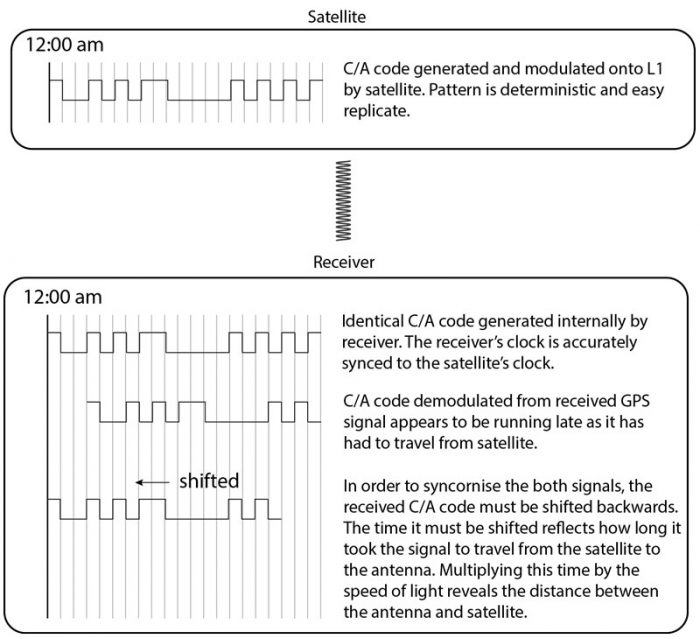 Satellite
12:00 am
C/A code generated and modulated onto L1
by satellite. Pattern is deterministic and easy
replicate.
Receiver
12:00 am
Identical C/A code generated internally by
receiver. The receiver's clock is accurately
synced to the satellite's clock.
C/A code demodulated from received GPS
signal appears to be running late as it has
had to travel from satellite.
shifted
In order to syncornise the both signals, the
received C/A code must be shifted backwards.
The time it must be shifted reflects how long it
took the signal to travel from the satellite to
the antenna. Multiplying this time by the
speed of light reveals the distance between
the antenna and satellite.